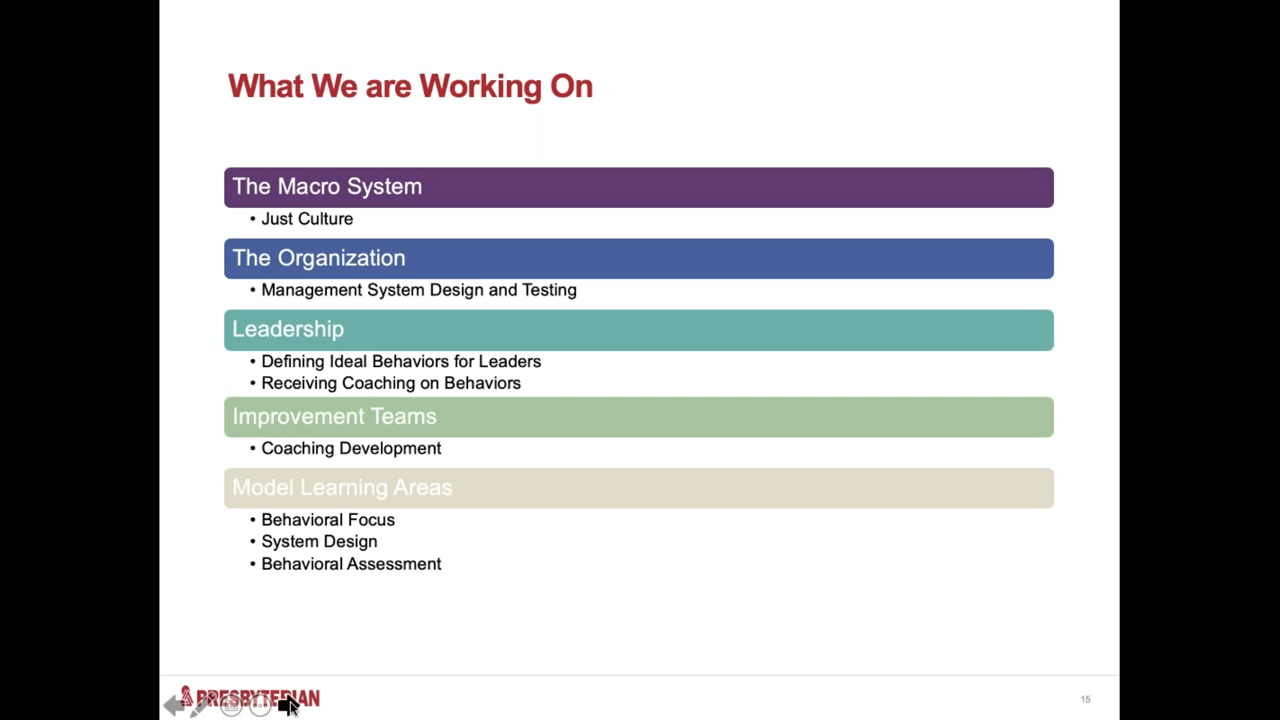 What We are Working On
The Macro System
• Just Culture
The Organization
• Management System Design and Testing
Leadership
• Defining Ideal Behaviors for Leaders
• Receiving Coaching on Behaviors
Improvement Teams
• Coaching Development
Model Learning Areas
• Behavioral Focus
• System Design
• Behavioral Assessment
PRESBYTERIAN
15